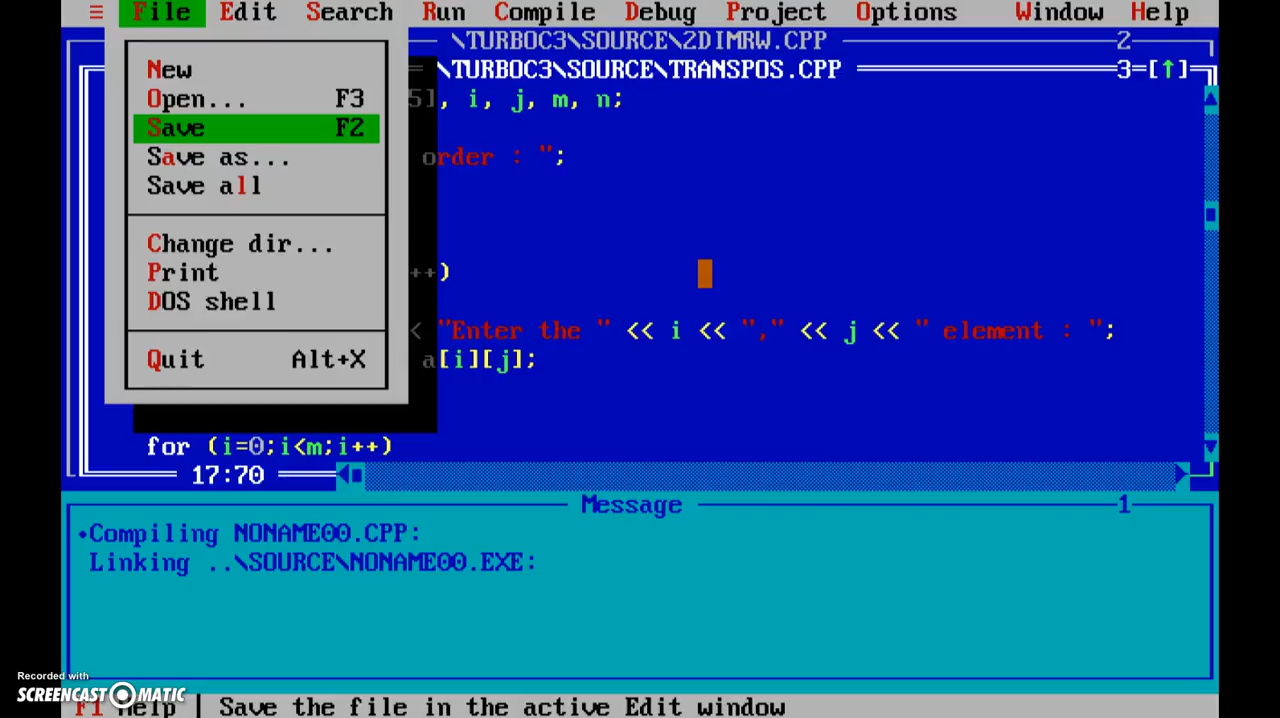 ≡ File Edit Search Run Compile Debug Project Options Window Help
\TURBOC3\SOURCE\2DIMRW.CPP 2
\TURBOC3\SOURCE\TRANSPOS.CPP 3=[↑]
New
Open... F3
Save F2
Save as...
Save all
Change dir...
Print
DOS shell
Quit Alt+X
5], i, j, m, n;
order : ";
++)
< "Enter the " << i << "," << j << " element : ";
a[i][j];
for (i=0;i<m;i++)
17:70
Message 1
•Compiling NONAME00.CPP:
Linking ..\SOURCE\NONAME00.EXE:
Recorded with
SCREENCAST MATIC
F1 Help | Save the file in the active Edit window